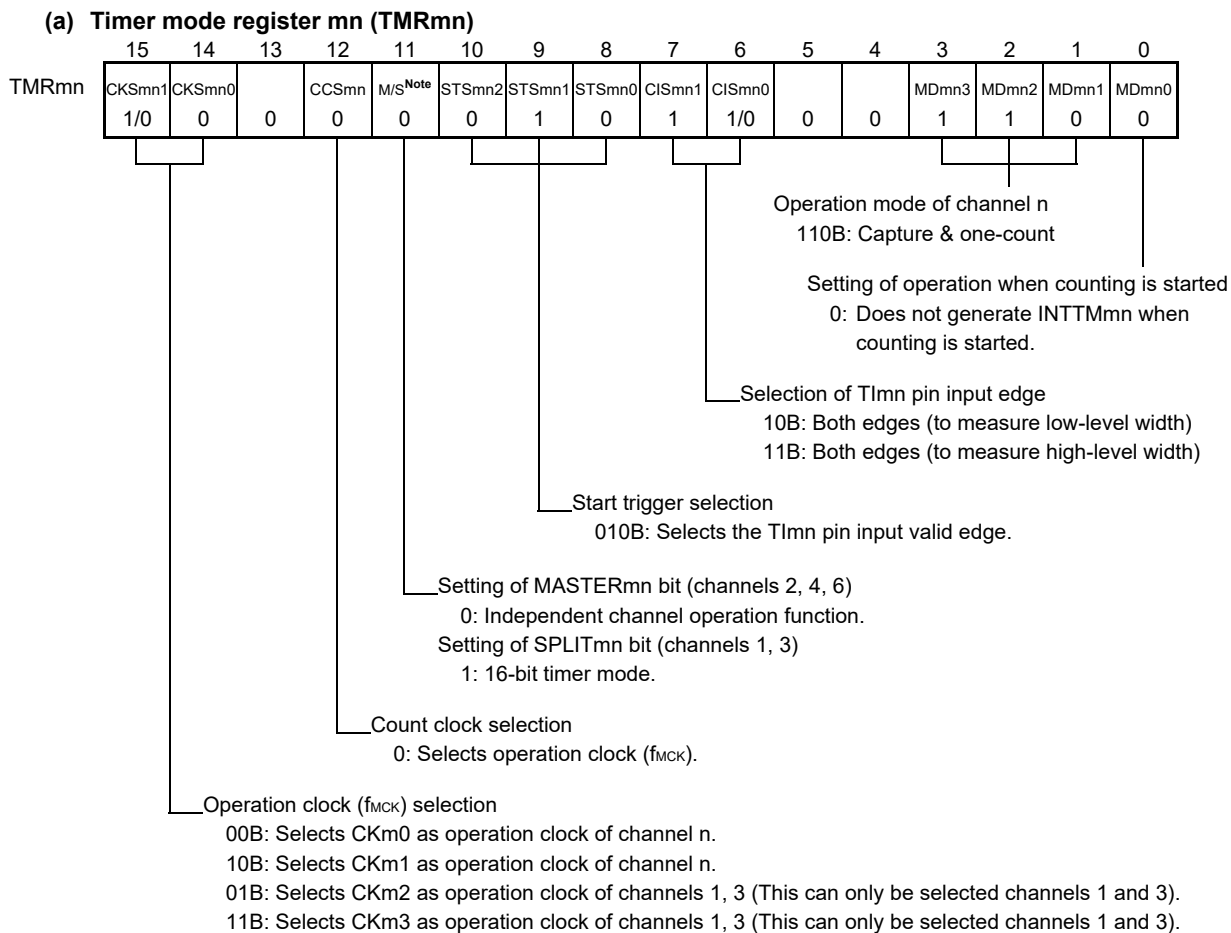 (a) Timer mode register mn (TMRmn)
15 14 13 12 11 10 9 8 7 6 5 4 3 2 1 0
TMRmn CKSmn1 CKSmn0 CCSmn M/SNote STSmn2 STSmn1 STSmn0 CISmn1 CISmn0 MDmn3 MDmn2 MDmn1 MDmn0
1/0 0 0 0 0 0 1 0 1 1/0 0 0 1 1 0 0
Operation mode of channel n
110B: Capture & one-count
Setting of operation when counting is started
0: Does not generate INTTMmn when
counting is started.
Selection of TImn pin input edge
10B: Both edges (to measure low-level width)
11B: Both edges (to measure high-level width)
Start trigger selection
010B: Selects the TImn pin input valid edge.
Setting of MASTERmn bit (channels 2, 4, 6)
0: Independent channel operation function.
Setting of SPLITmn bit (channels 1, 3)
1: 16-bit timer mode.
Count clock selection
0: Selects operation clock (fMCK).
Operation clock (fMCK) selection
00B: Selects CKm0 as operation clock of channel n.
10B: Selects CKm1 as operation clock of channel n.
01B: Selects CKm2 as operation clock of channels 1, 3 (This can only be selected channels 1 and 3).
11B: Selects CKm3 as operation clock of channels 1, 3 (This can only be selected channels 1 and 3).